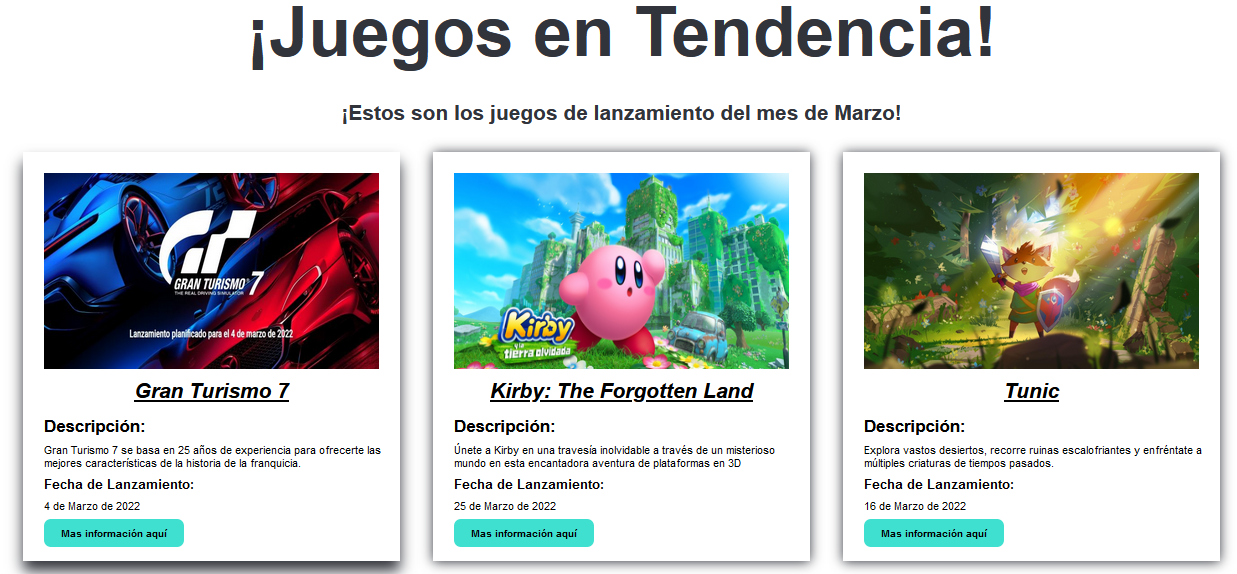 ¡Juegos en Tendencia!
¡Estos son los juegos de lanzamiento del mes de Marzo!
GT
GRAN TURISMO 7
THE REAL DRIVING SIMULATOR
Lanzamiento planificado para el 4 de marzo de 2022
Gran Turismo 7
Descripción:
Gran Turismo 7 se basa en 25 años de experiencia para ofrecerte las
mejores características de la historia de la franquicia.
Fecha de Lanzamiento:
4 de Marzo de 2022
Mas información aquí
Kirby
y la
tierra olvidada
Kirby: The Forgotten Land
Descripción:
Únete a Kirby en una travesía inolvidable a través de un misterioso
mundo en esta encantadora aventura de plataformas en 3D
Fecha de Lanzamiento:
25 de Marzo de 2022
Mas información aquí
Tunic
Descripción:
Explora vastos desiertos, recorre ruinas escalofriantes y enfréntate a
múltiples criaturas de tiempos pasados.
Fecha de Lanzamiento:
16 de Marzo de 2022
Mas información aquí